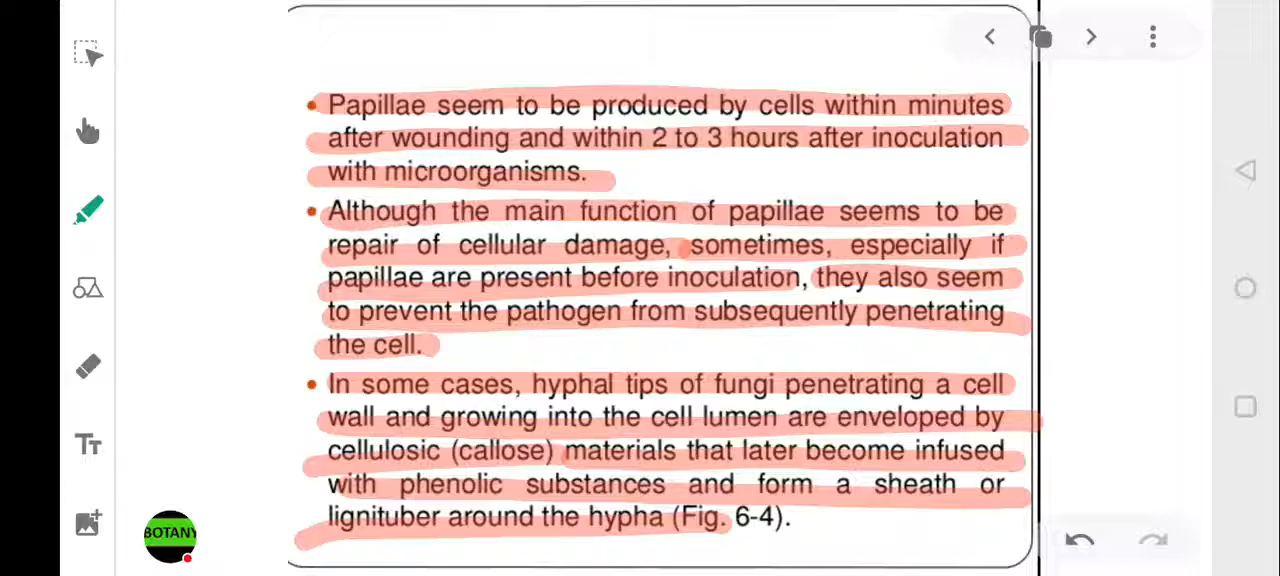 • Papillae seem to be produced by cells within minutes
after wounding and within 2 to 3 hours after inoculation
with microorganisms.
• Although the main function of papillae seems to be
repair of cellular damage, sometimes, especially if
papillae are present before inoculation, they also seem
to prevent the pathogen from subsequently penetrating
the cell.
• In some cases, hyphal tips of fungi penetrating a cell
wall and growing into the cell lumen are enveloped by
cellulosic (callose) materials that later become infused
with phenolic substances and form a sheath or
lignituber around the hypha (Fig. 6-4).
TT
BOTANY